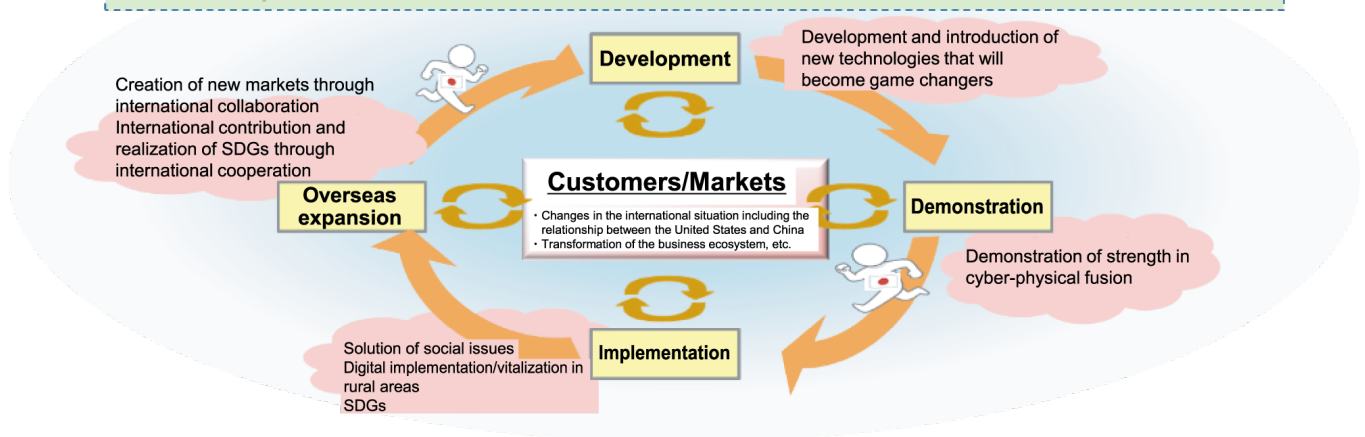 Development
Development and introduction of
new technologies that will
become game changers
Creation of new markets through
international collaboration
International contribution and
realization of SDGs through
international cooperation
Overseas
expansion
Customers/Markets
・Changes in the international situation including the
relationship between the United States and China
・Transformation of the business ecosystem, etc.
Demonstration
Demonstration of strength in
cyber-physical fusion
Implementation
Solution of social issues
Digital implementation/vitalization in
rural areas
SDGs